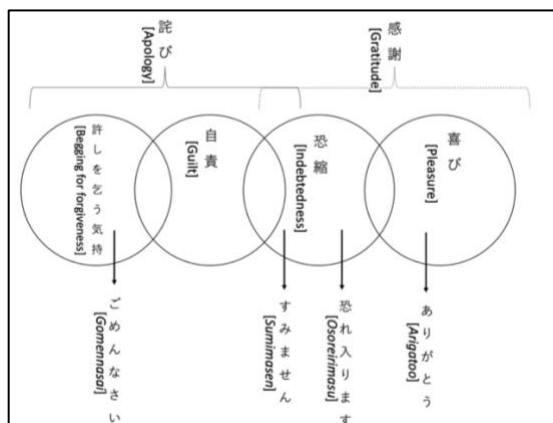 詫び
[Apology]
感謝
[Gratitude]
許しを乞う気持
[Begging for forgiveness]
自責
[Guilt]
恐縮
[Indebtedness]
喜び
[Pleasure]
ごめんなさい
[Gomennasai]
すみません
[Sumimasen]
恐れ入ります
[Osoreirimasu]
ありがとう
[Arigatoo]